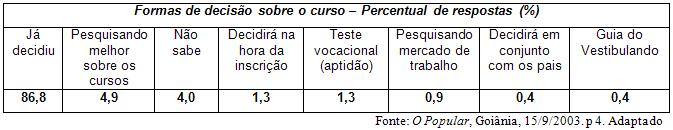 Formas de decisão sobre o curso – Percentual de respostas (%)
Já decidiu
Pesquisando melhor sobre os cursos
Não sabe
Decidirá na hora da inscrição
Teste vocacional (aptidão)
Pesquisando mercado de trabalho
Decidirá em conjunto com os pais
Guia do Vestibulando
86,8 4,9 4,0 1,3 1,3 0,9 0,4 0,4
Fonte: O Popular, Goiânia, 15/9/2003. p 4. Adaptado